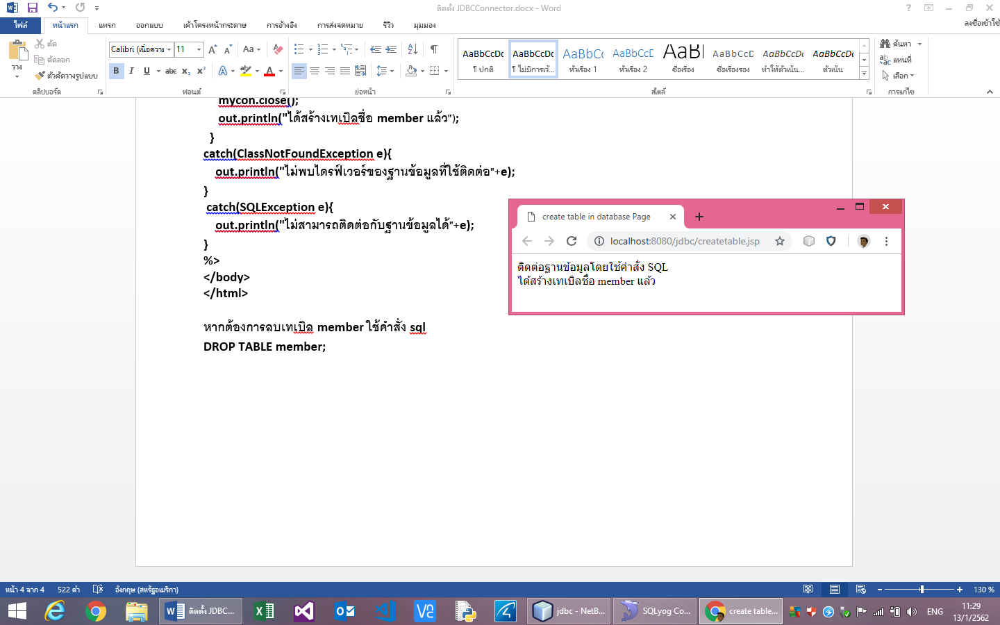 ติดตั้ง JDBCConnector.docx - Word
ไฟล์ หน้าแรก แทรก ออกแบบ เค้าโครงหน้ากระดาษ การอ้างอิง การส่งจดหมาย รีวิว มุมมอง
ลงชื่อเข้าใช้
วาง
ตัด
คัดลอก
ตัวคัดวางรูปแบบ
คลิปบอร์ด
Calibri (เนื้อความ 11
ฟอนต์
ย่อหน้า
AaBbCcDc AaBbCcDc AaBbCc AaBbCcD AaBl AaBbCcD AaBbCcDc AaBbCcDc
¶ ปกติ ¶ ไม่มีการเว้... หัวเรื่อง 1 หัวเรื่อง 2 ชื่อเรื่อง ชื่อเรื่องรอง ทำให้ตัวเน้น... ตัวเน้น
สไตล์
ค้นหา
แทนที่
เลือก
การแก้ไข
mycon.close();
out.println("ได้สร้างเทเบิลชื่อ member แล้ว");
}
catch(ClassNotFoundException e){
out.println("ไม่พบไดรฟ์เวอร์ของฐานข้อมูลที่ใช้ติดต่อ"+e);
}
catch(SQLException e){
out.println("ไม่สามารถติดต่อกับฐานข้อมูลได้"+e);
}
%>
</body>
</html>
หากต้องการลบเทเบิล member ใช้คำสั่ง sql
DROP TABLE member;
create table in database Page
localhost:8080/jdbc/createtable.jsp
ติดต่อฐานข้อมูลโดยใช้คำสั่ง SQL
ได้สร้างเทเบิลชื่อ member แล้ว
หน้า 4 จาก 4 522 คำ อังกฤษ (สหรัฐอเมริกา) 130 %
ติดตั้ง JDBC... jdbc - NetB... SQLyog Co... create table... ENG 11:29
13/1/2562